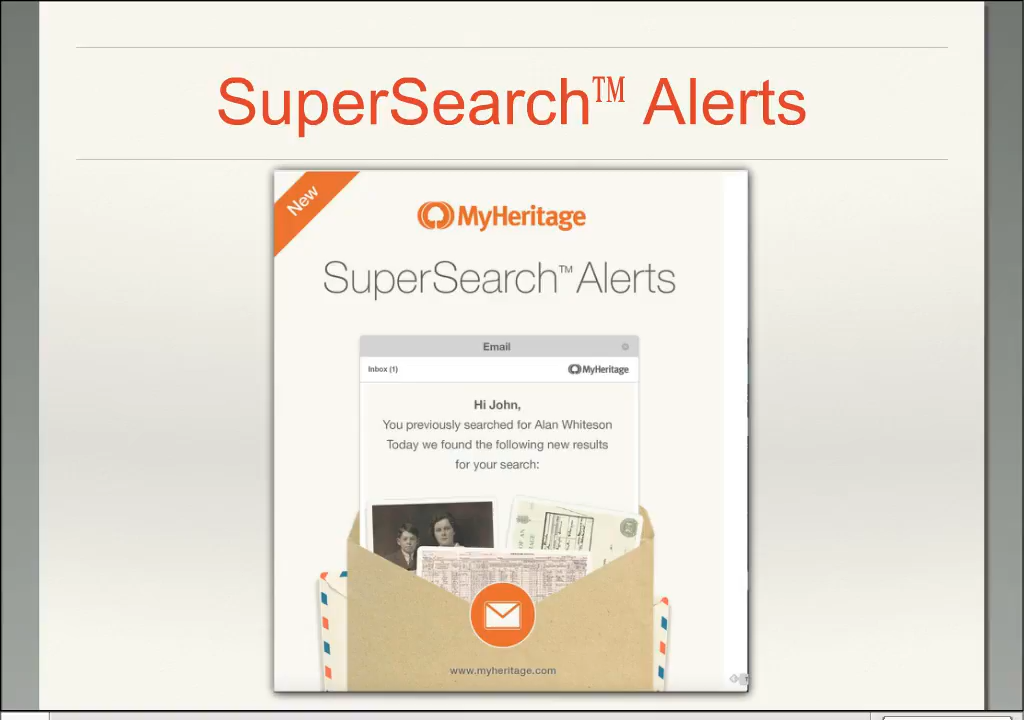 SuperSearch™ Alerts
New
MyHeritage
SuperSearch™ Alerts
Email
Inbox (1)
MyHeritage
Hi John,
You previously searched for Alan Whiteson
Today we found the following new results
for your search:
www.myheritage.com